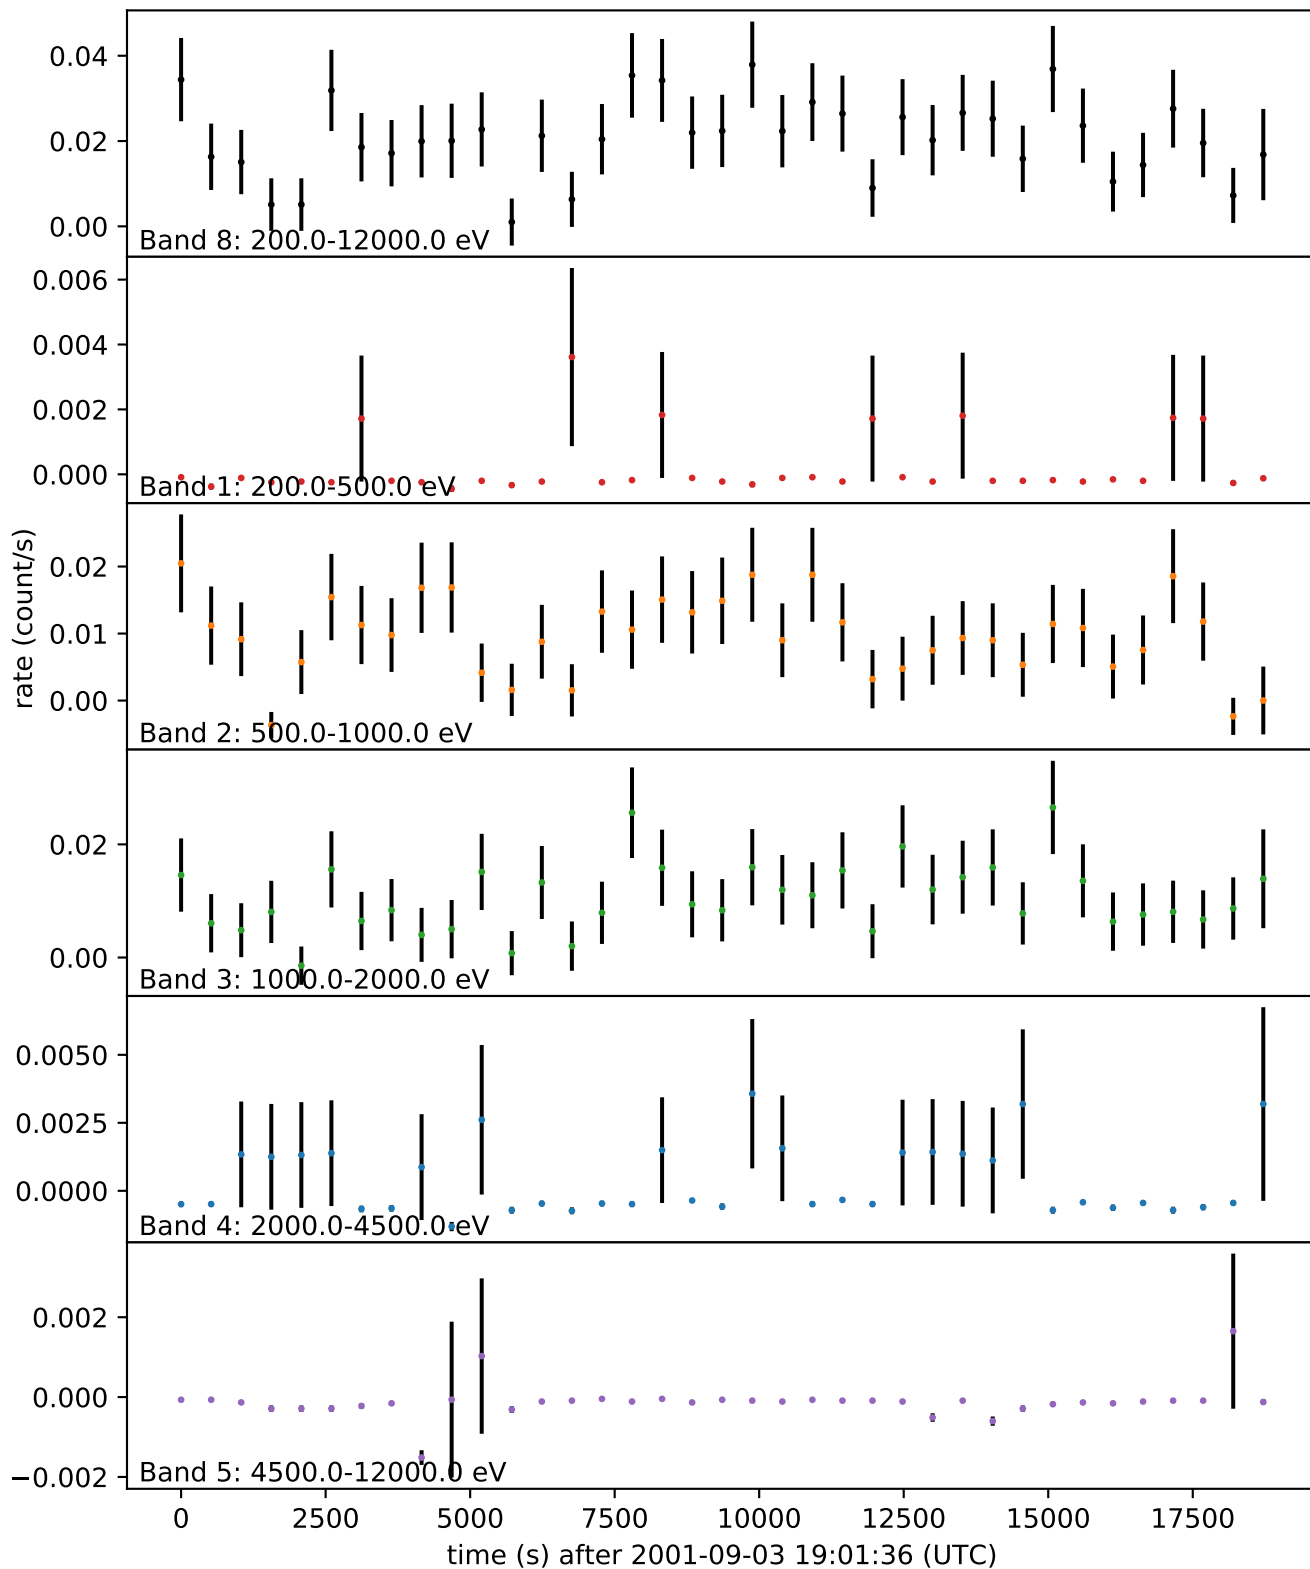 0.04
0.02
0.00
Band 8: 200.0-12000.0 eV
0.006
0.004
0.002
0.000
Band 1: 200.0-500.0 eV
rate (count/s)
0.02
0.01
0.00
Band 2: 500.0-1000.0 eV
0.02
0.00
Band 3: 1000.0-2000.0 eV
0.0050
0.0025
0.0000
Band 4: 2000.0-4500.0 eV
0.002
0.000
−0.002
Band 5: 4500.0-12000.0 eV
0 2500 5000 7500 10000 12500 15000 17500
time (s) after 2001-09-03 19:01:36 (UTC)